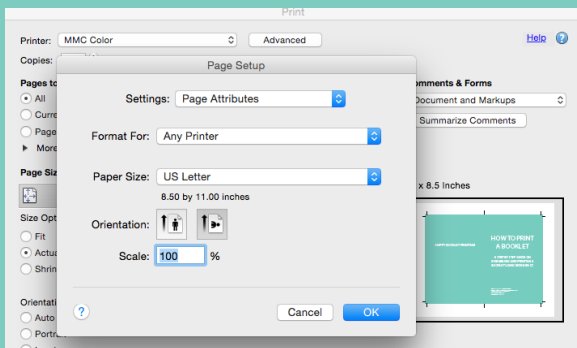 Print
Printer: MMC Color Advanced Help ?
Copies:
Page Setup
Pages to
All
Curre
Page
More
Settings: Page Attributes
omments & Forms
Document and Markups
Summarize Comments
Format For: Any Printer
Page Siz
Paper Size: US Letter
8.50 by 11.00 inches
x 8.5 Inches
Size Opt
Fit
Actua
Shrin
Orientation:
Scale: 100 %
HOW TO PRINT
A BOOKLET
? Cancel OK
Orientati
Auto
Portra